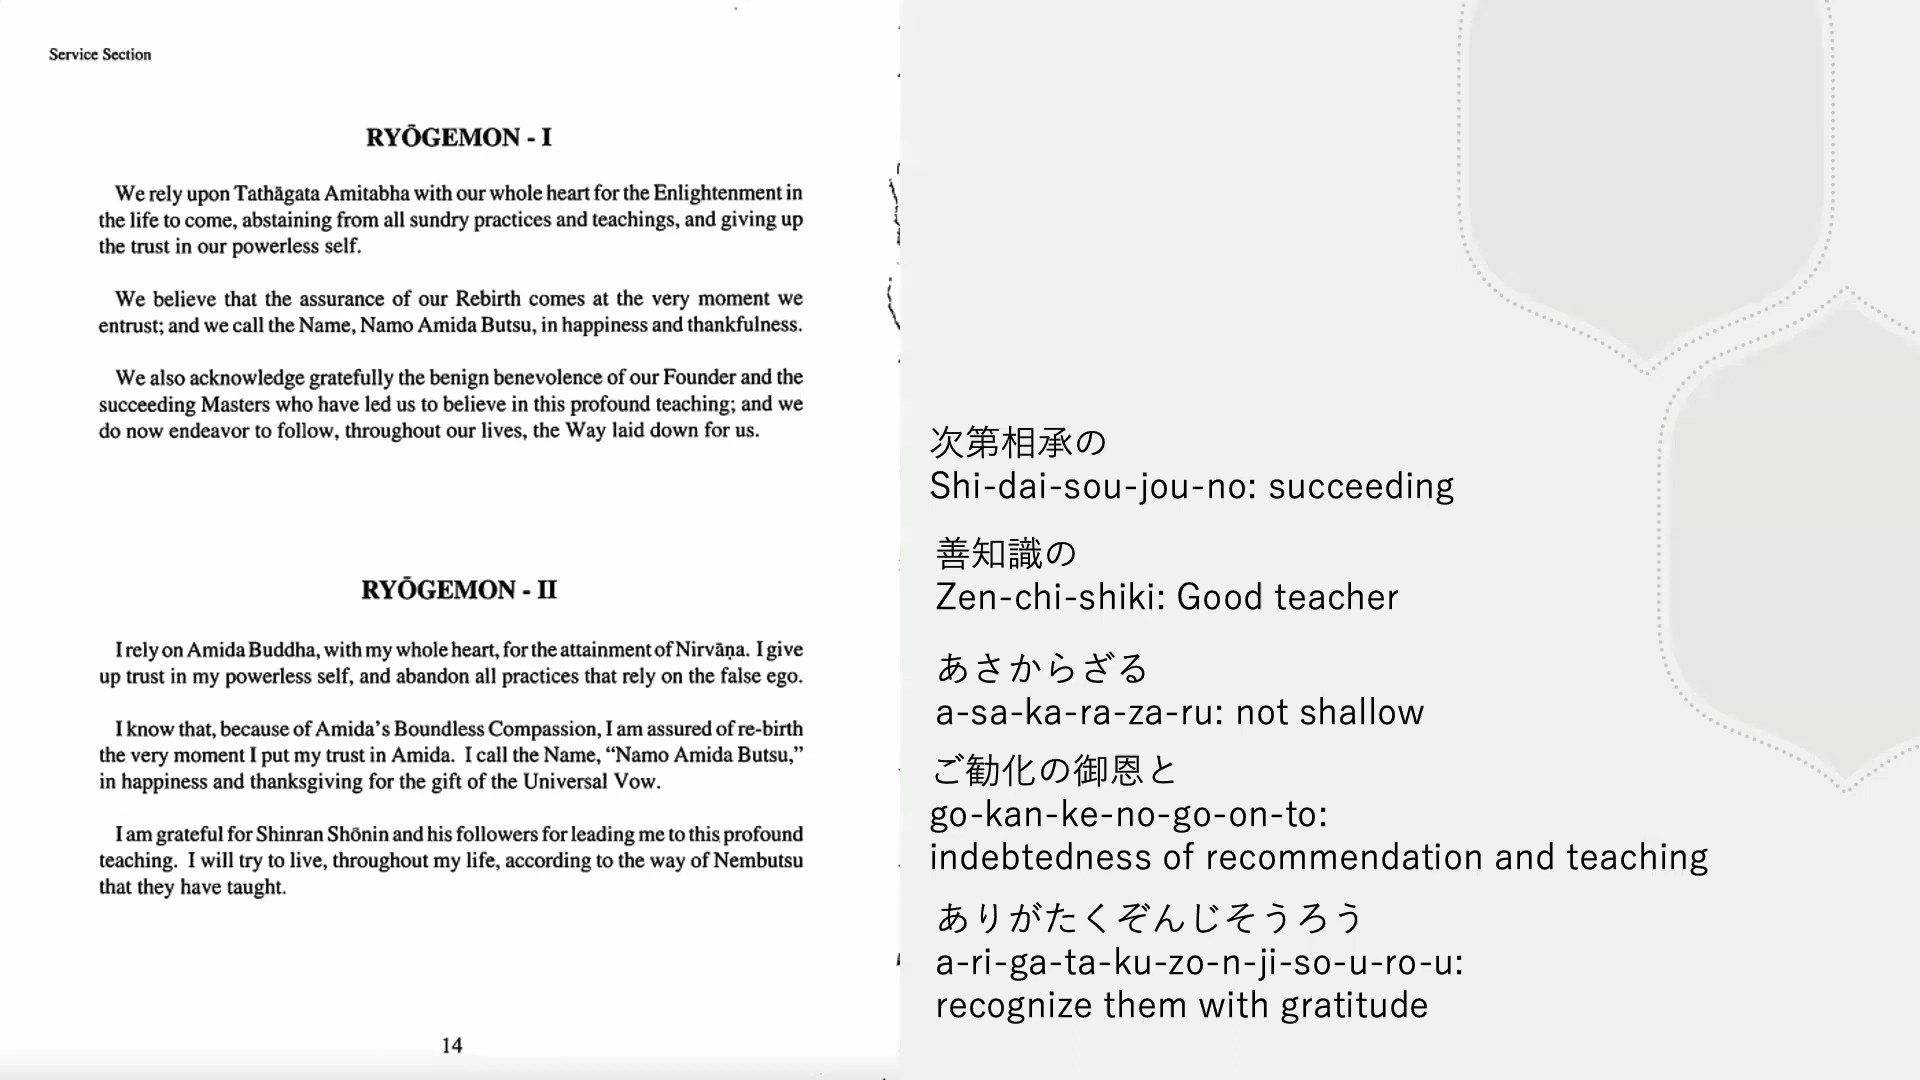 Service Section
RYŌGEMON - I
We rely upon Tathāgata Amitabha with our whole heart for the Enlightenment in
the life to come, abstaining from all sundry practices and teachings, and giving up
the trust in our powerless self.
We believe that the assurance of our Rebirth comes at the very moment we
entrust; and we call the Name, Namo Amida Butsu, in happiness and thankfulness.
We also acknowledge gratefully the benign benevolence of our Founder and the
succeeding Masters who have led us to believe in this profound teaching; and we
do now endeavor to follow, throughout our lives, the Way laid down for us.
RYŌGEMON - II
I rely on Amida Buddha, with my whole heart, for the attainment of Nirvāṇa. I give
up trust in my powerless self, and abandon all practices that rely on the false ego.
I know that, because of Amida's Boundless Compassion, I am assured of re-birth
the very moment I put my trust in Amida. I call the Name, “Namo Amida Butsu,”
in happiness and thanksgiving for the gift of the Universal Vow.
I am grateful for Shinran Shōnin and his followers for leading me to this profound
teaching. I will try to live, throughout my life, according to the way of Nembutsu
that they have taught.
14
次第相承の
Shi-dai-sou-jou-no: succeeding
善知識の
Zen-chi-shiki: Good teacher
あさからざる
a-sa-ka-ra-za-ru: not shallow
ご勧化の御恩と
go-kan-ke-no-go-on-to:
indebtedness of recommendation and teaching
ありがたくぞんじそうろう
a-ri-ga-ta-ku-zo-n-ji-so-u-ro-u:
recognize them with gratitude